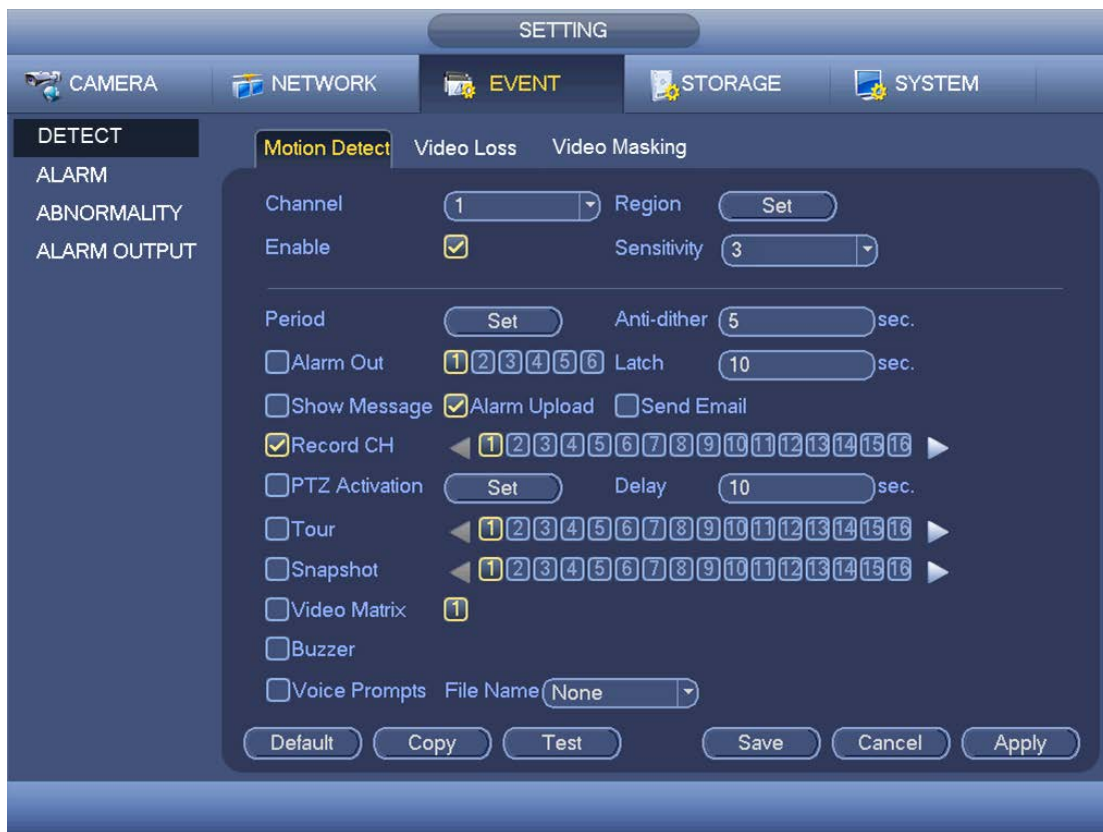 SETTING
CAMERA NETWORK EVENT STORAGE SYSTEM
DETECT
ALARM
ABNORMALITY
ALARM OUTPUT
Motion Detect Video Loss Video Masking
Channel 1 Region Set
Enable Sensitivity 3
Period Set Anti-dither 5 sec.
Alarm Out 1 2 3 4 5 6 Latch 10 sec.
Show Message Alarm Upload Send Email
Record CH 1 2 3 4 5 6 7 8 9 10 11 12 13 14 15 16
PTZ Activation Set Delay 10 sec.
Tour 1 2 3 4 5 6 7 8 9 10 11 12 13 14 15 16
Snapshot 1 2 3 4 5 6 7 8 9 10 11 12 13 14 15 16
Video Matrix 1
Buzzer
Voice Prompts File Name None
Default Copy Test Save Cancel Apply